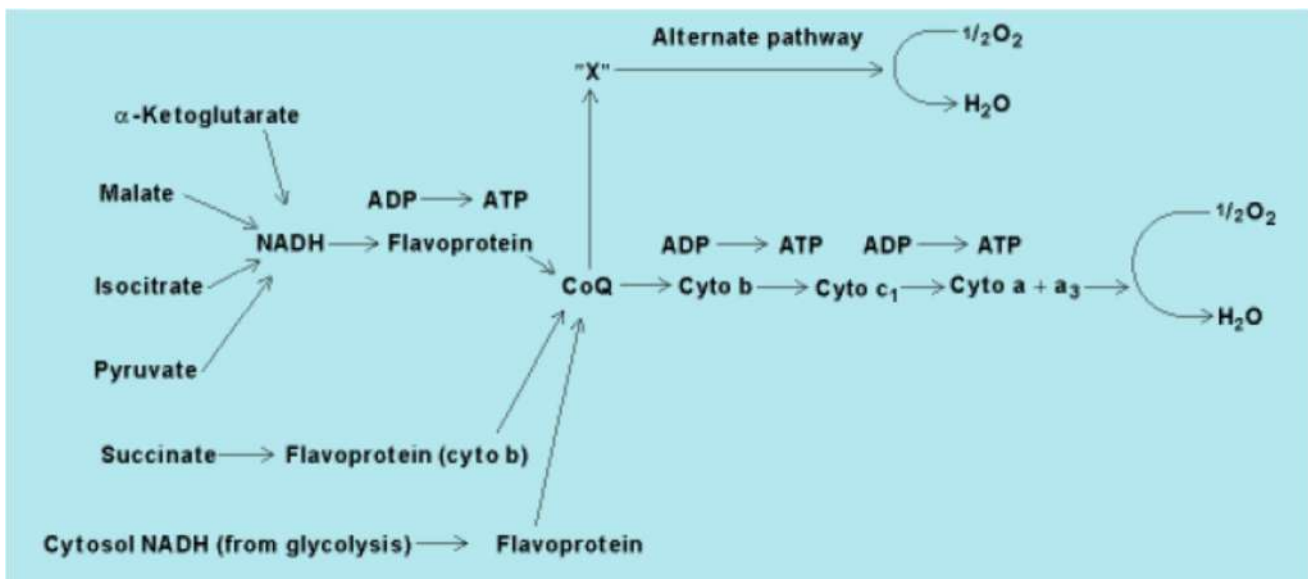 Alternate pathway
1/2O2
"X"
H2O
α-Ketoglutarate
Malate
ADP ATP
1/2O2
NADH Flavoprotein
ADP ATP ADP ATP
Isocitrate
CoQ Cyto b Cyto c1 Cyto a + a3
H2O
Pyruvate
Succinate Flavoprotein (cyto b)
Cytosol NADH (from glycolysis) Flavoprotein